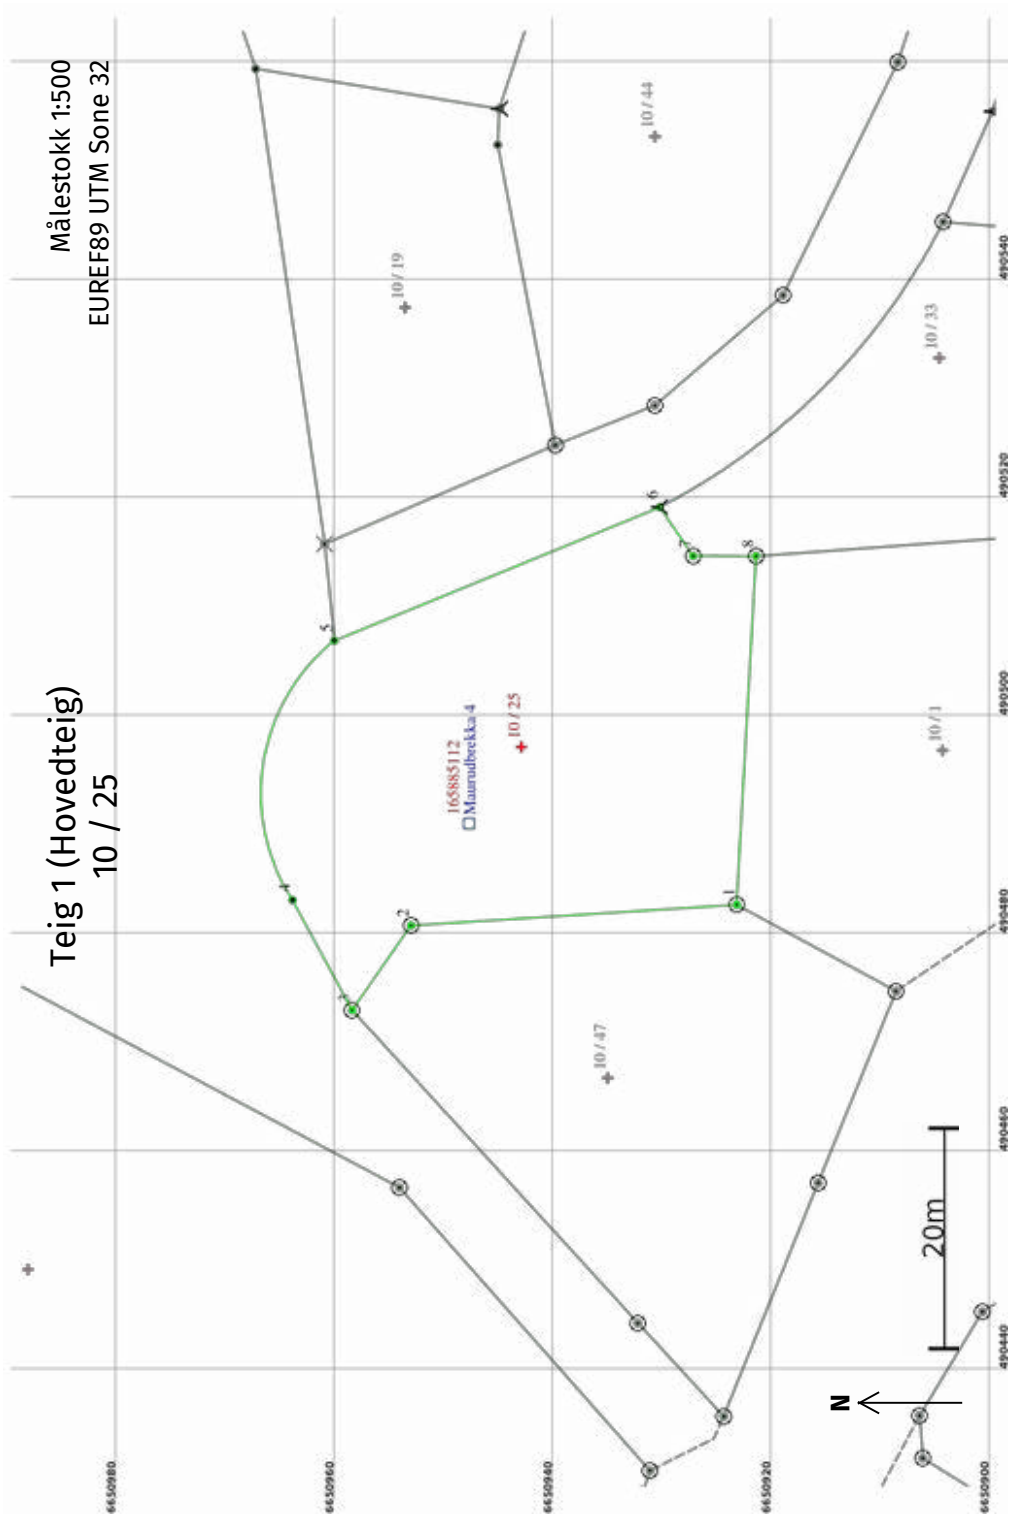 Teig 1 (Hovedteig)
10 / 25
Målestokk 1:500
EUREF89 UTM Sone 32
10 / 19
10 / 44
10 / 33
165885112
Maurudbrekka 4
10 / 25
10 / 1
10 / 47
1
2
3
4
5
6
7
8
20m
N
6650980
6650960
6650940
6650920
6650900
490440
490460
490480
490500
490520
490540